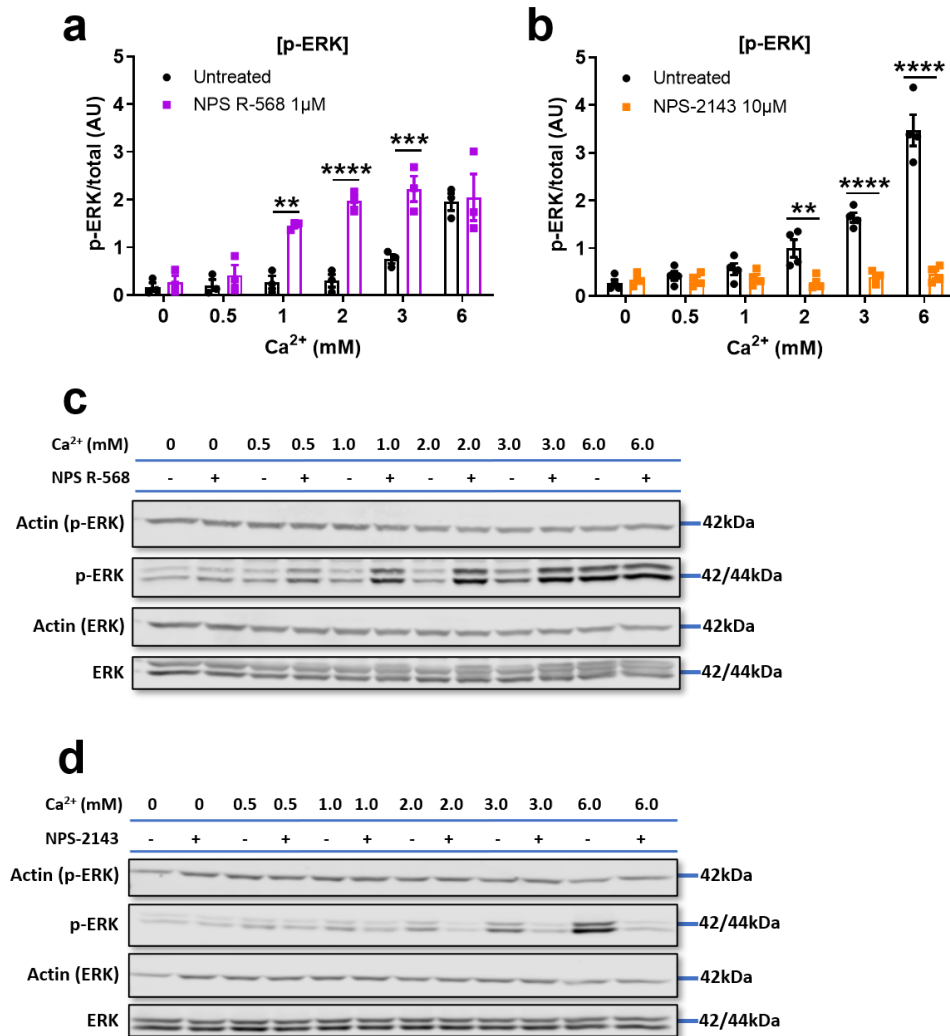 a
[p-ERK]
Untreated
NPS R-568 1µM
p-ERK/total (AU)
5
4
3
2
1
0
** **** ***
0 0.5 1 2 3 6
Ca²⁺ (mM)
b
[p-ERK]
Untreated
NPS-2143 10µM
p-ERK/total (AU)
5
4
3
2
1
0
** **** ****
0 0.5 1 2 3 6
Ca²⁺ (mM)
c
Ca²⁺ (mM) 0 0 0.5 0.5 1.0 1.0 2.0 2.0 3.0 3.0 6.0 6.0
NPS R-568 - + - + - + - + - + - +
Actin (p-ERK) 42kDa
p-ERK 42/44kDa
Actin (ERK) 42kDa
ERK 42/44kDa
d
Ca²⁺ (mM) 0 0 0.5 0.5 1.0 1.0 2.0 2.0 3.0 3.0 6.0 6.0
NPS-2143 - + - + - + - + - + - +
Actin (p-ERK) 42kDa
p-ERK 42/44kDa
Actin (ERK) 42kDa
ERK 42/44kDa